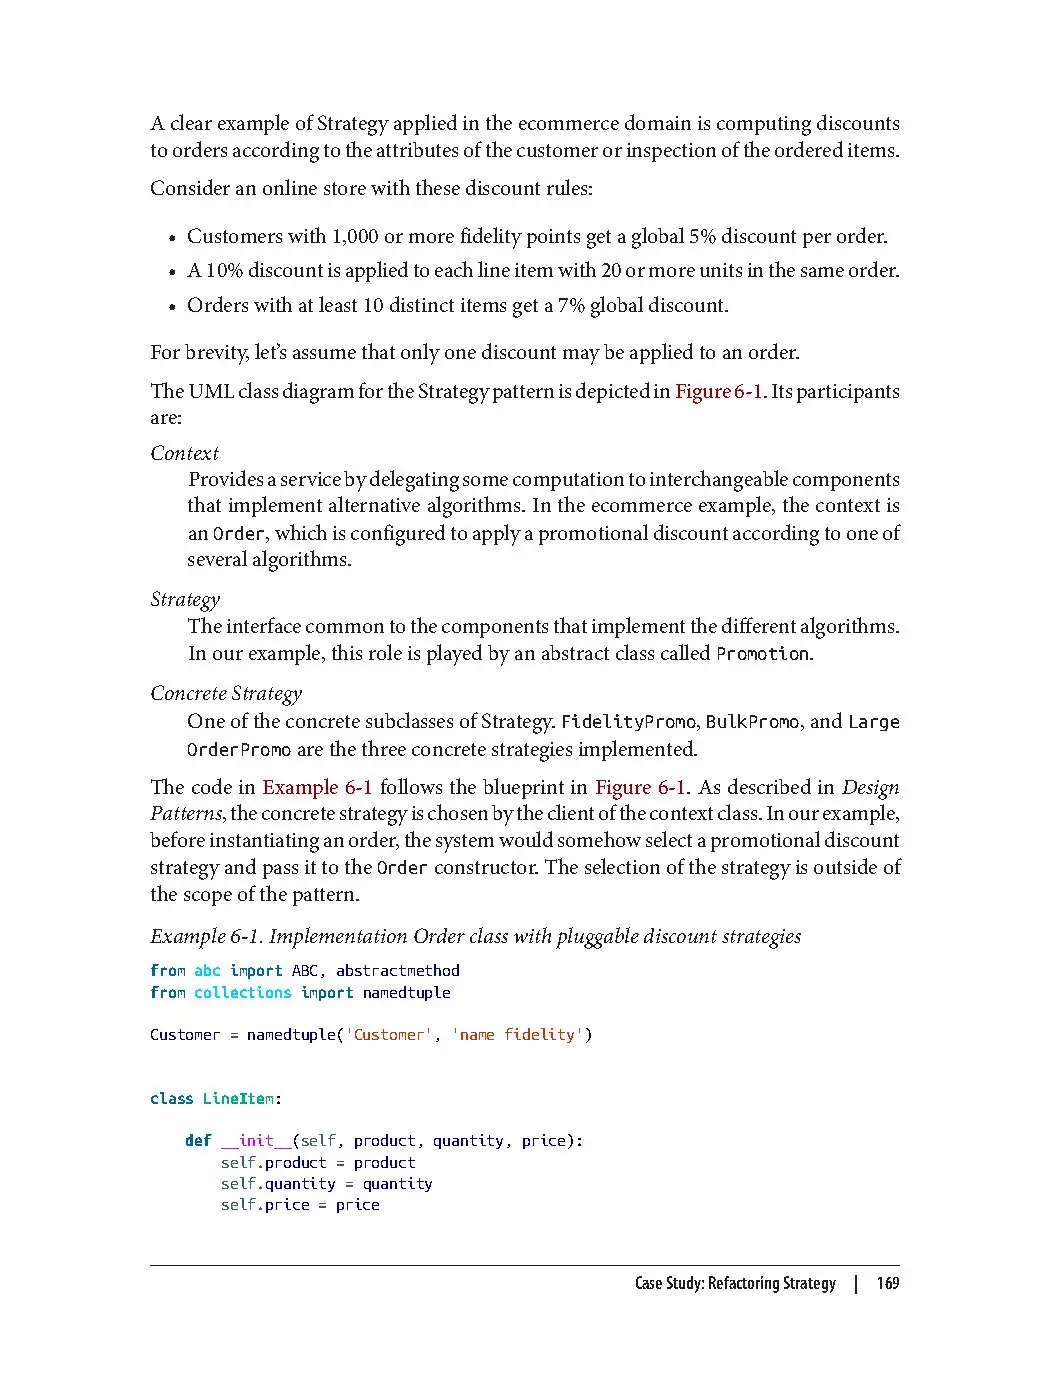 A clear example of Strategy applied in the ecommerce domain is computing discounts
to orders according to the attributes of the customer or inspection of the ordered items.
Consider an online store with these discount rules:
• Customers with 1,000 or more fidelity points get a global 5% discount per order.
• A 10% discount is applied to each line item with 20 or more units in the same order.
• Orders with at least 10 distinct items get a 7% global discount.
For brevity, let’s assume that only one discount may be applied to an order.
The UML class diagram for the Strategy pattern is depicted in Figure 6-1. Its participants
are:
Context
Provides a service by delegating some computation to interchangeable components
that implement alternative algorithms. In the ecommerce example, the context is
an Order, which is configured to apply a promotional discount according to one of
several algorithms.
Strategy
The interface common to the components that implement the different algorithms.
In our example, this role is played by an abstract class called Promotion.
Concrete Strategy
One of the concrete subclasses of Strategy. FidelityPromo, BulkPromo, and Large
OrderPromo are the three concrete strategies implemented.
The code in Example 6-1 follows the blueprint in Figure 6-1. As described in Design
Patterns, the concrete strategy is chosen by the client of the context class. In our example,
before instantiating an order, the system would somehow select a promotional discount
strategy and pass it to the Order constructor. The selection of the strategy is outside of
the scope of the pattern.
Example 6-1. Implementation Order class with pluggable discount strategies
from abc import ABC, abstractmethod
from collections import namedtuple
Customer = namedtuple('Customer', 'name fidelity')
class LineItem:
    def __init__(self, product, quantity, price):
        self.product = product
        self.quantity = quantity
        self.price = price
Case Study: Refactoring Strategy | 169